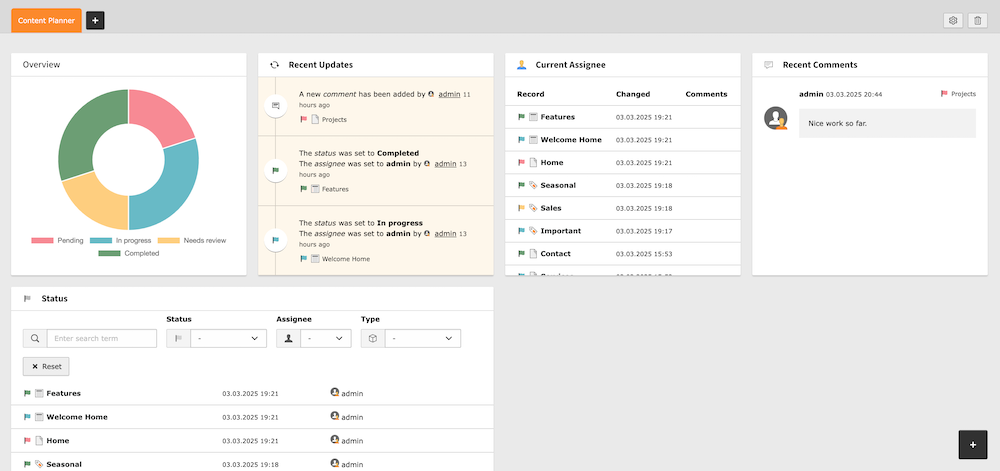 Content Planner
+
Overview
Pending
In progress
Needs review
Completed
Recent Updates
A new comment has been added by admin 11
hours ago
Projects
The status was set to Completed
The assignee was set to admin by admin 13
hours ago
Features
The status was set to In progress
The assignee was set to admin by admin 13
hours ago
Welcome Home
Current Assignee
Record Changed Comments
Features 03.03.2025 19:21
Welcome Home 03.03.2025 19:21
Home 03.03.2025 19:21
Seasonal 03.03.2025 19:18
Sales 03.03.2025 19:18
Important 03.03.2025 19:17
Contact 03.03.2025 15:53
Recent Comments
admin 03.03.2025 20:44 Projects
Nice work so far.
Status
Status Assignee Type
Enter search term - - -
Reset
Features 03.03.2025 19:21 admin
Welcome Home 03.03.2025 19:21 admin
Home 03.03.2025 19:21 admin
Seasonal 03.03.2025 19:18 admin
+